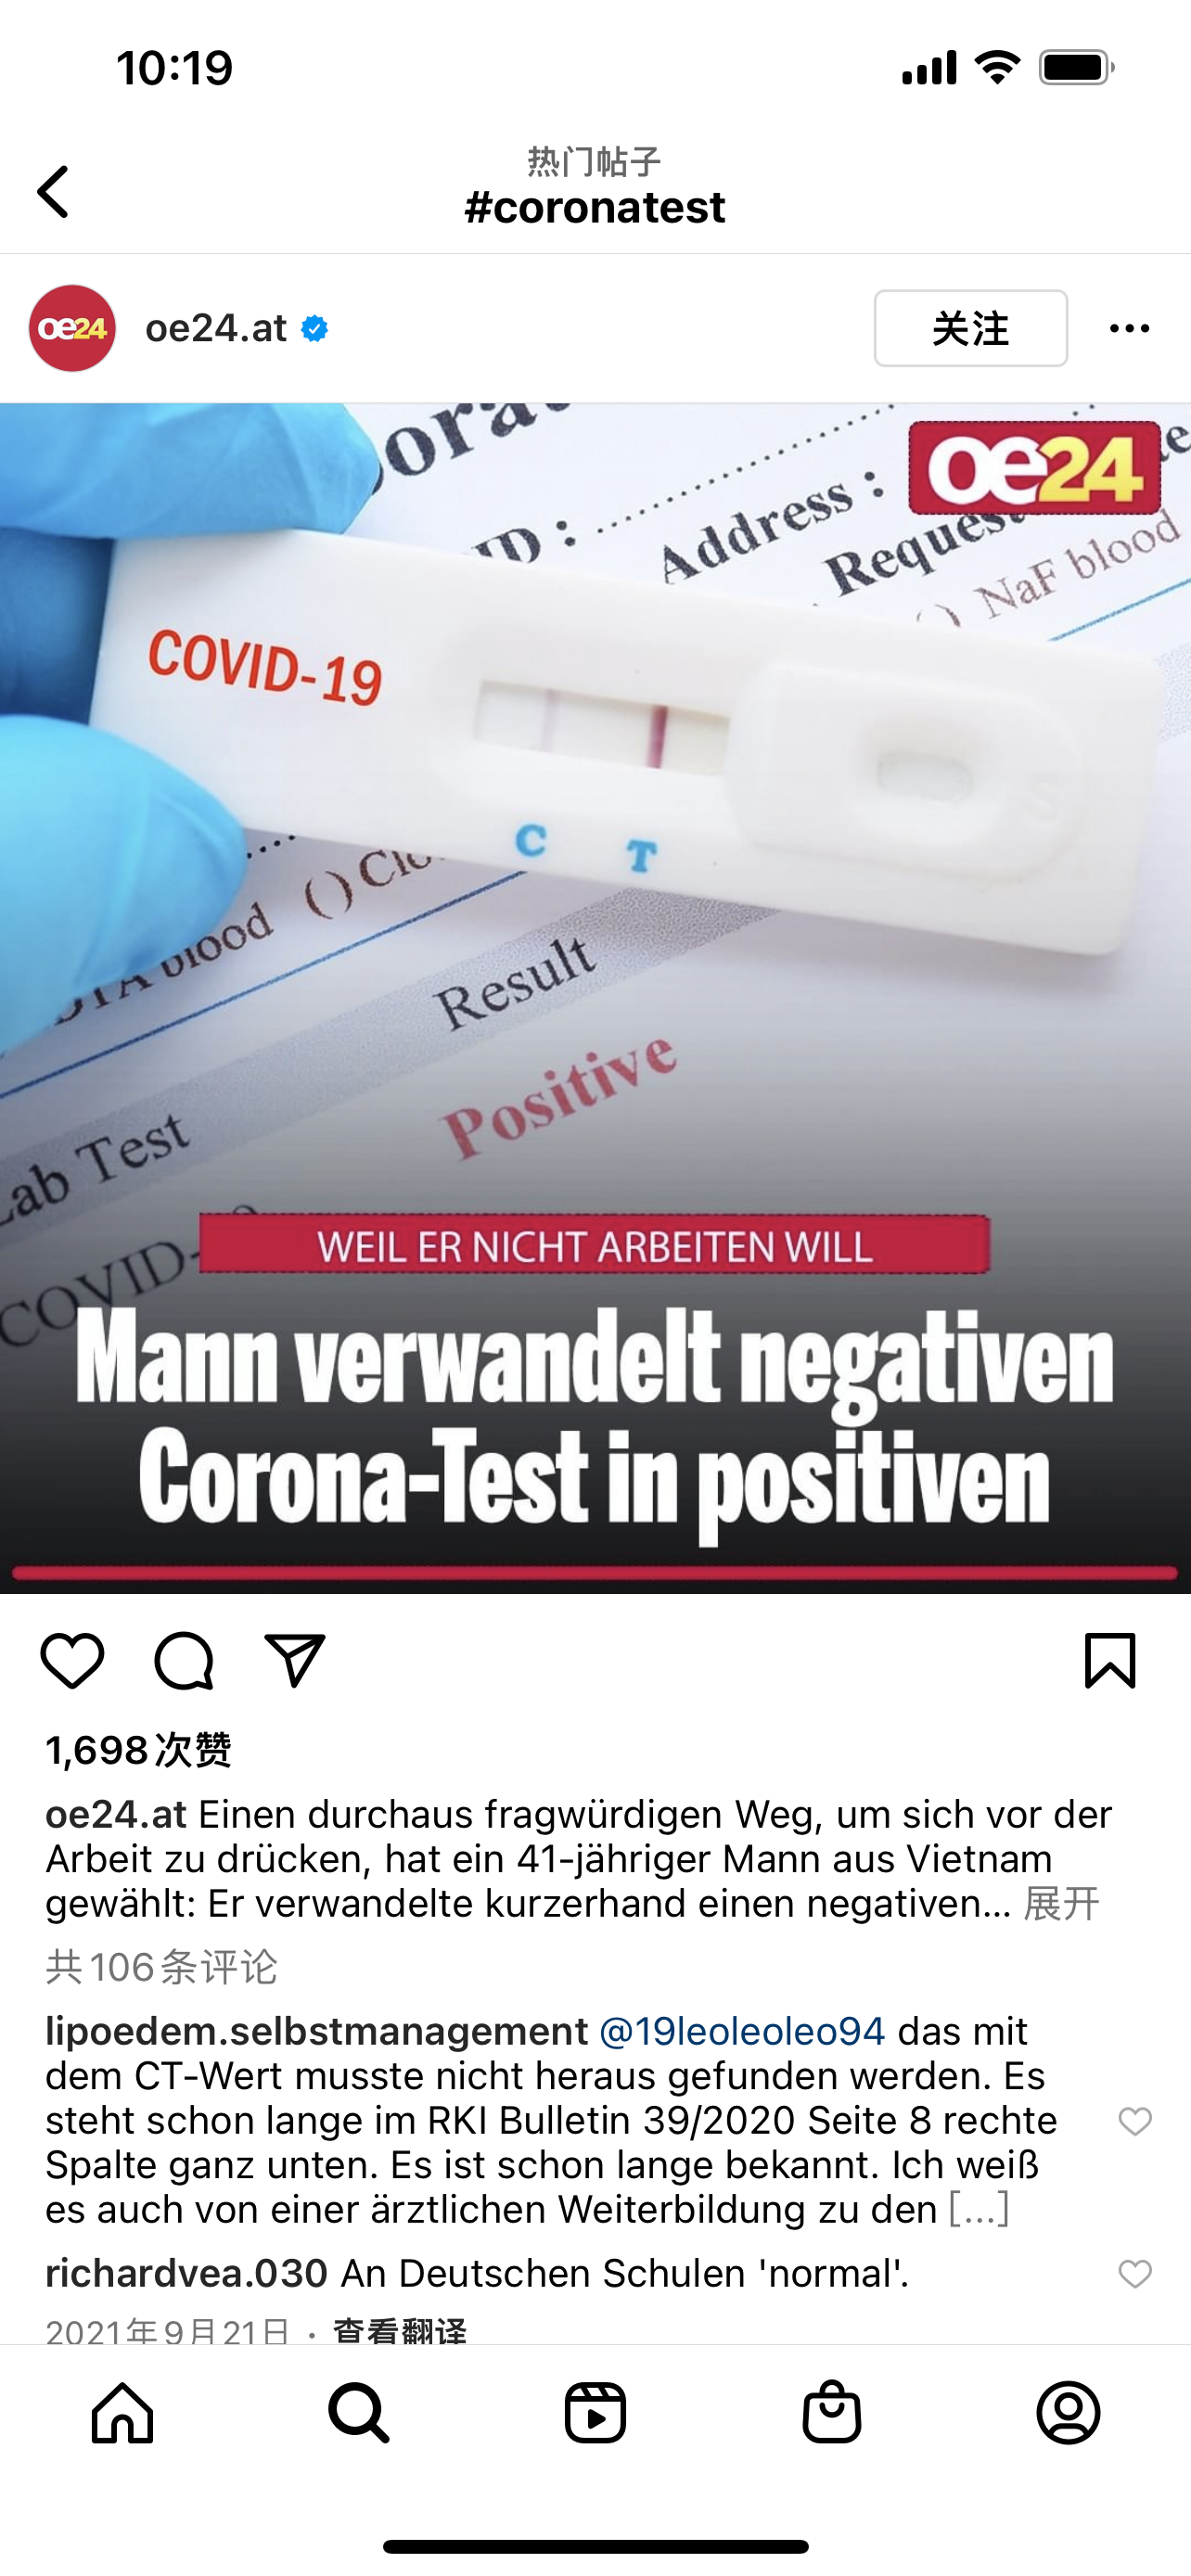 10:19
热门帖子
#coronatest
oe24
oe24.at
关注
oe24
ID :
Address :
Request
() NaF blood
COVID-19
S
C T
() Clo
blood
Result
Positive
Lab Test
COVID-
WEIL ER NICHT ARBEITEN WILL
Mann verwandelt negativen
Corona-Test in positiven
1,698次赞
oe24.at Einen durchaus fragwürdigen Weg, um sich vor der
Arbeit zu drücken, hat ein 41-jähriger Mann aus Vietnam
gewählt: Er verwandelte kurzerhand einen negativen... 展开
共106条评论
lipoedem.selbstmanagement @19leoleoleo94 das mit
dem CT-Wert musste nicht heraus gefunden werden. Es
steht schon lange im RKI Bulletin 39/2020 Seite 8 rechte
Spalte ganz unten. Es ist schon lange bekannt. Ich weiß
es auch von einer ärztlichen Weiterbildung zu den [...]
richardvea.030 An Deutschen Schulen 'normal'.
2021年9月21日 · 查看翻译